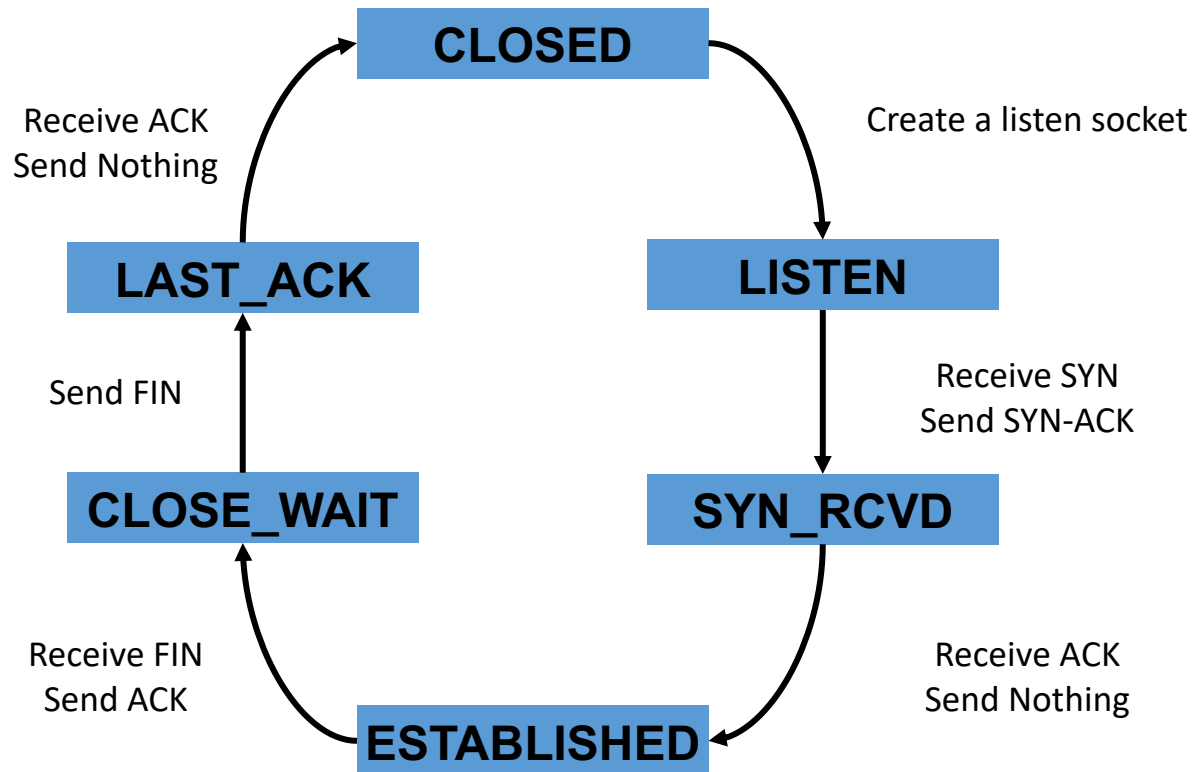 CLOSED
Receive ACK
Send Nothing
Create a listen socket
LAST_ACK
LISTEN
Send FIN
Receive SYN
Send SYN-ACK
CLOSE_WAIT
SYN_RCVD
Receive FIN
Send ACK
Receive ACK
Send Nothing
ESTABLISHED